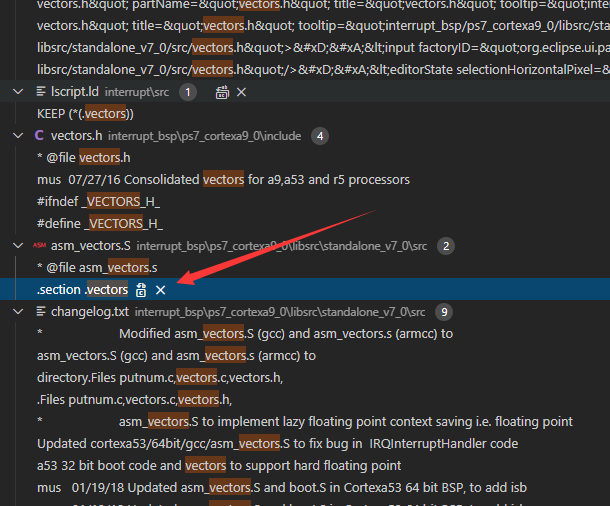 vectors.h&quot; partName=&quot;vectors.h&quot; title=&quot;vectors.h&quot; tooltip=&quot;inter
vectors.h&quot; title=&quot;vectors.h&quot; tooltip=&quot;interrupt_bsp/ps7_cortexa9_0/libsrc/sta
libsrc/standalone_v7_0/src/vectors.h&quot;>&#xD;&#xA;&lt;input factoryID=&quot;org.eclipse.ui.pa
libsrc/standalone_v7_0/src/vectors.h&quot;/>&#xD;&#xA;&lt;editorState selectionHorizontalPixel=&
lscript.ld interrupt\src 1
KEEP (*(.vectors))
C vectors.h interrupt_bsp\ps7_cortexa9_0\include 4
* @file vectors.h
mus 07/27/16 Consolidated vectors for a9,a53 and r5 processors
#ifndef _VECTORS_H_
#define _VECTORS_H_
ASM asm_vectors.S interrupt_bsp\ps7_cortexa9_0\libsrc\standalone_v7_0\src 2
* @file asm_vectors.s
.section .vectors
changelog.txt interrupt_bsp\ps7_cortexa9_0\libsrc\standalone_v7_0\src 9
* Modified asm_vectors.S (gcc) and asm_vectors.s (armcc) to
asm_vectors.S (gcc) and asm_vectors.s (armcc) to
directory.Files putnum.c,vectors.c,vectors.h,
.Files putnum.c,vectors.c,vectors.h,
* asm_vectors.S to implement lazy floating point context saving i.e. floating point
Updated cortexa53/64bit/gcc/asm_vectors.S to fix bug in IRQInterruptHandler code
a53 32 bit boot code and vectors to support hard floating point
mus 01/19/18 Updated asm_vectors.S and boot.S in Cortexa53 64 bit BSP, to add isb